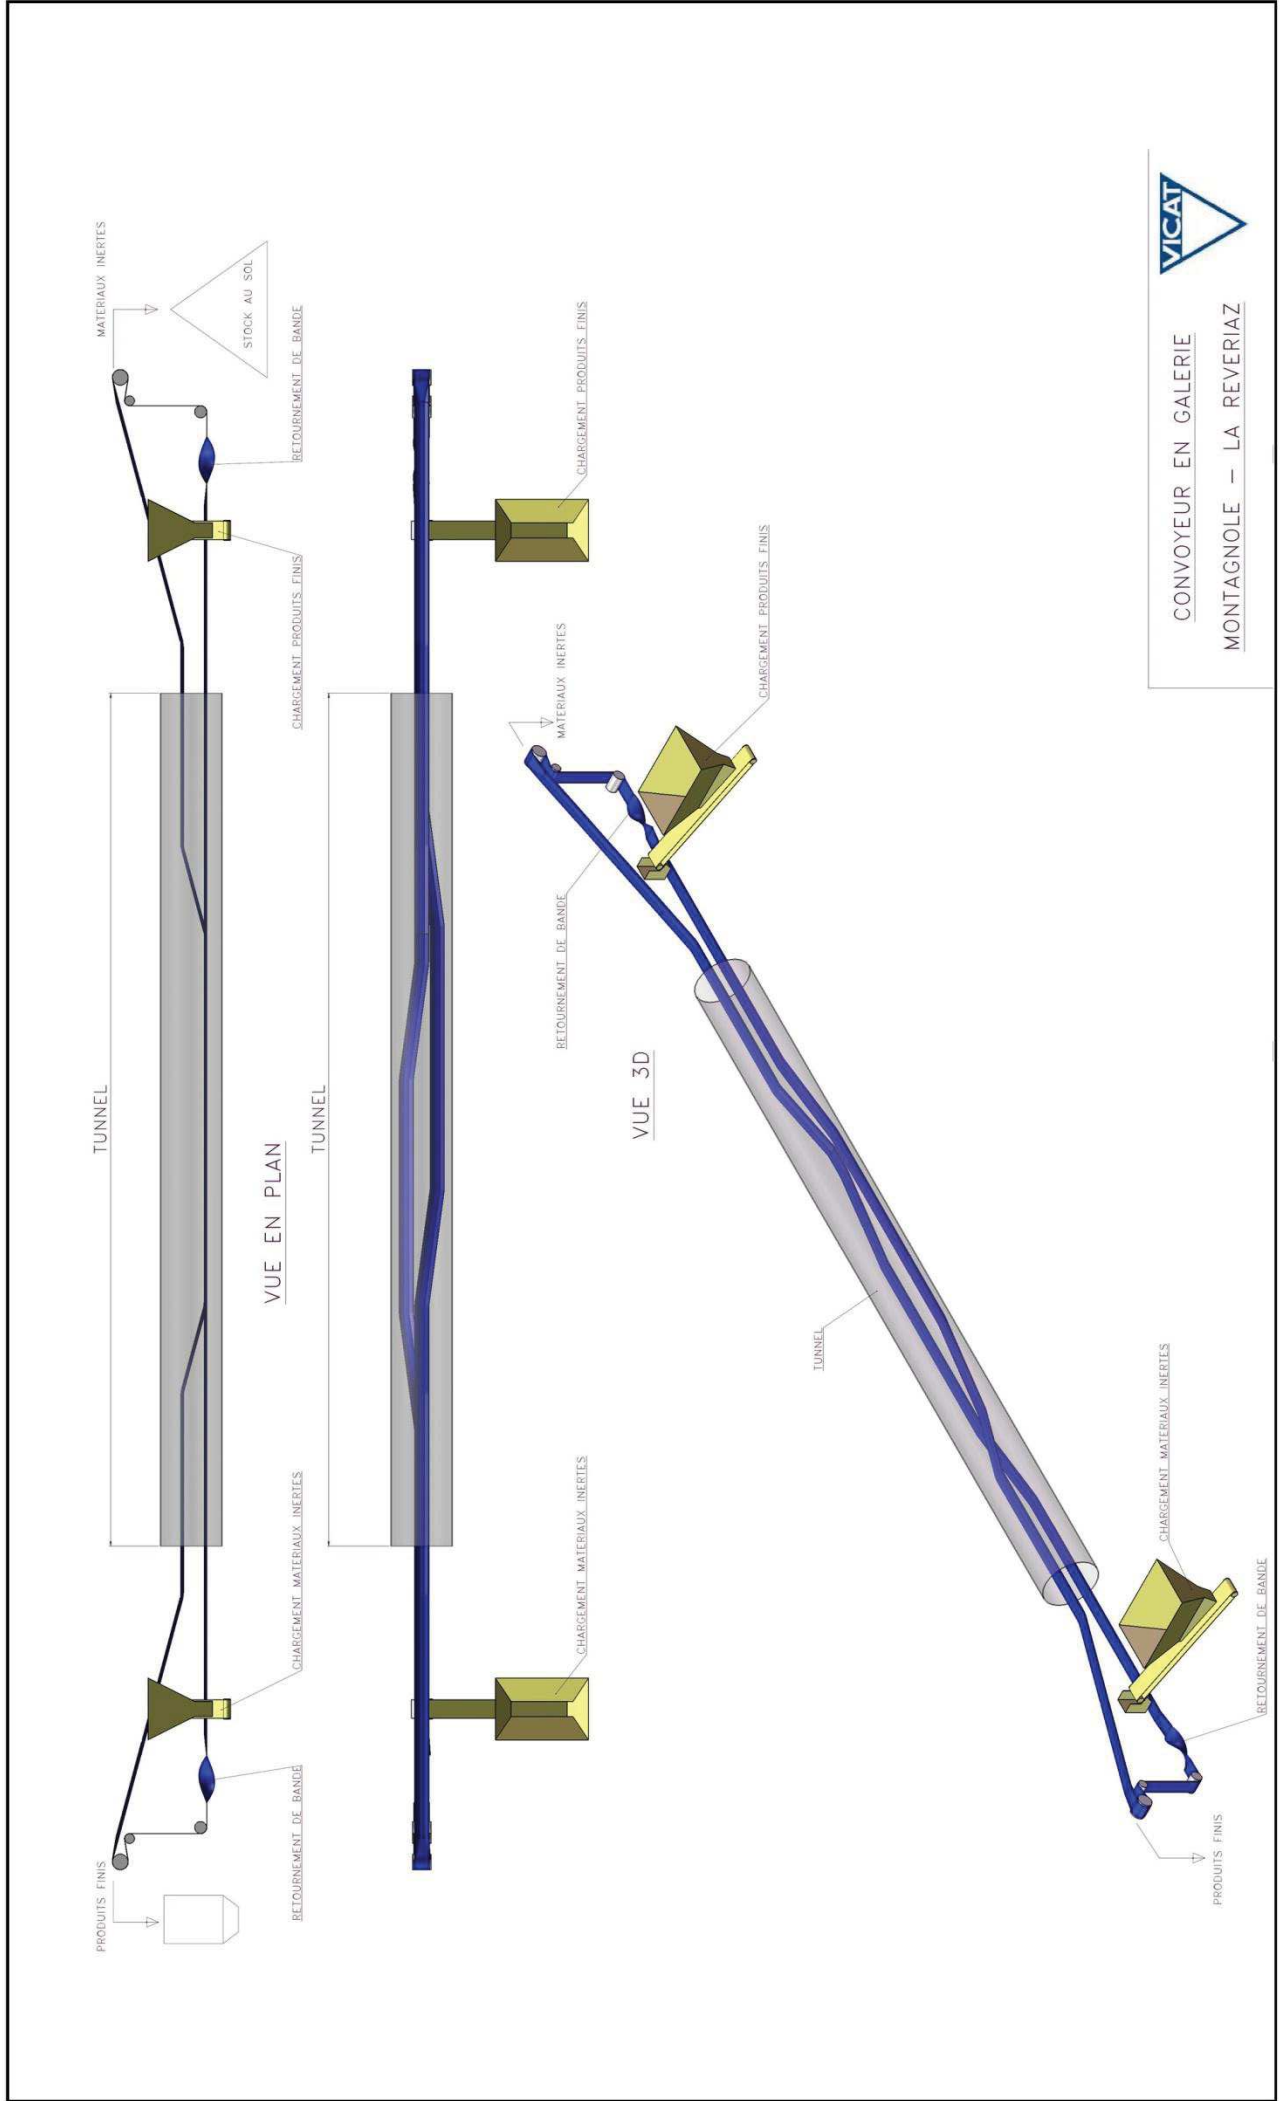 PRODUITS FINIS
TUNNEL
MATERIAUX INERTES
STOCK AU SOL
RETOURNEMENT DE BANDE
CHARGEMENT MATERIAUX INERTES
CHARGEMENT PRODUITS FINIS
RETOURNEMENT DE BANDE
VUE EN PLAN
TUNNEL
CHARGEMENT MATERIAUX INERTES
CHARGEMENT PRODUITS FINIS
VUE 3D
RETOURNEMENT DE BANDE
MATERIAUX INERTES
CHARGEMENT PRODUITS FINIS
TUNNEL
CHARGEMENT MATERIAUX INERTES
PRODUITS FINIS
RETOURNEMENT DE BANDE
VICAT
CONVOYEUR EN GALERIE
MONTAGNOLE – LA REVERIAZ